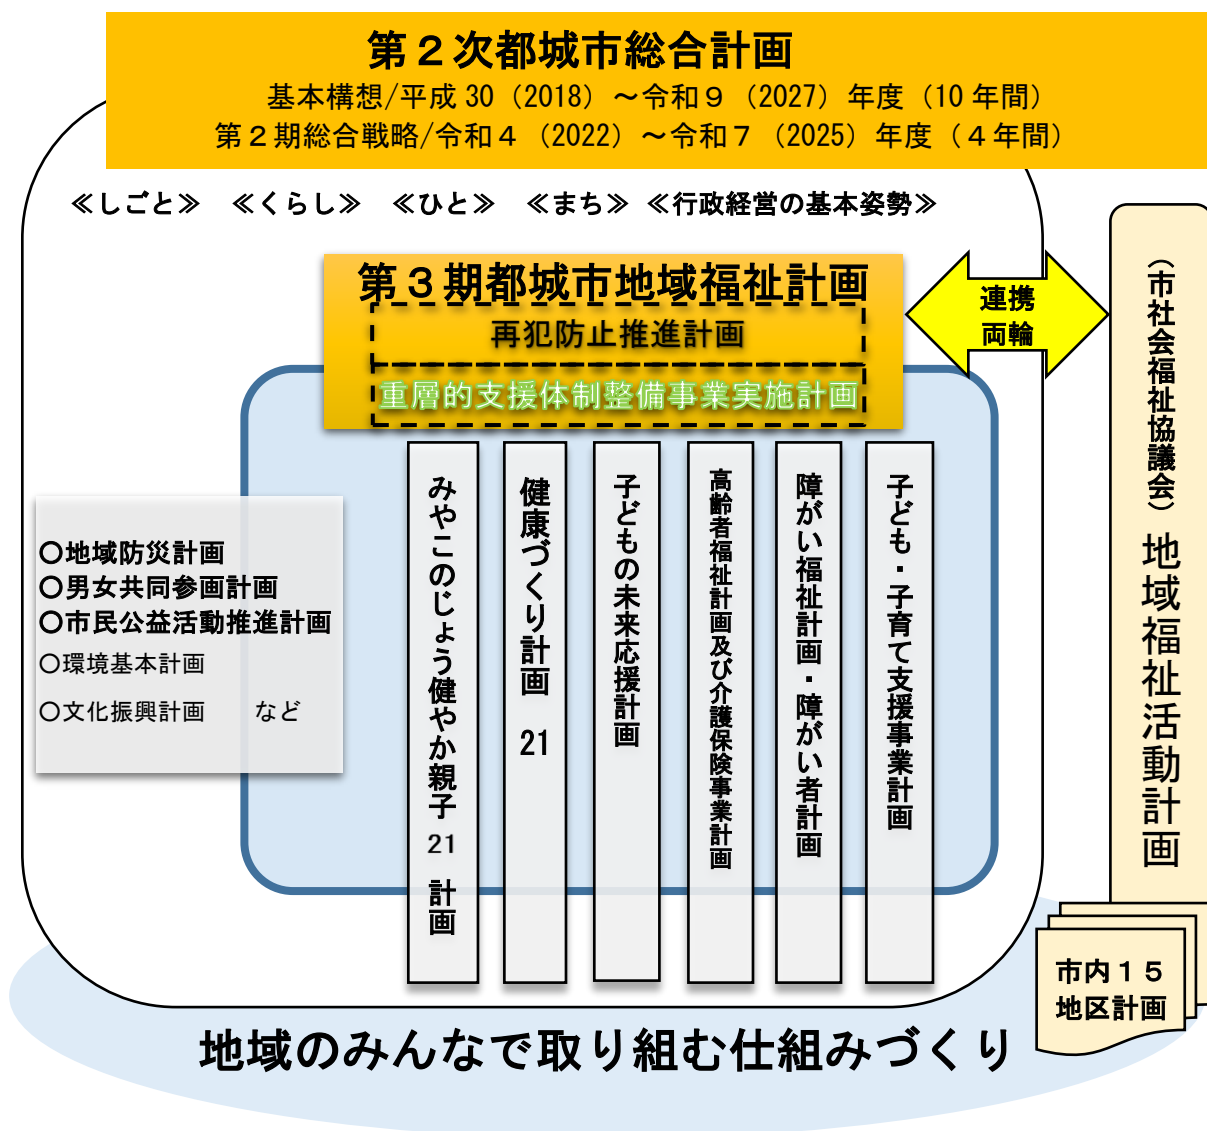 第２次都城市総合計画
基本構想/平成30（2018）～令和９（2027）年度（10年間）
第２期総合戦略/令和４（2022）～令和７（2025）年度（４年間）
≪しごと≫　≪くらし≫　≪ひと≫　≪まち≫ ≪行政経営の基本姿勢≫
第３期都城市地域福祉計画
再犯防止推進計画
重層的支援体制整備事業実施計画
連携
両輪
（市社会福祉協議会）地域福祉活動計画
市内１５
地区計画
〇地域防災計画
〇男女共同参画計画
〇市民公益活動推進計画
〇環境基本計画
〇文化振興計画　など
みやこのじょう健やか親子 21 計画
健康づくり計画 21
子どもの未来応援計画
高齢者福祉計画及び介護保険事業計画
障がい福祉計画・障がい者計画
子ども・子育て支援事業計画
地域のみんなで取り組む仕組みづくり